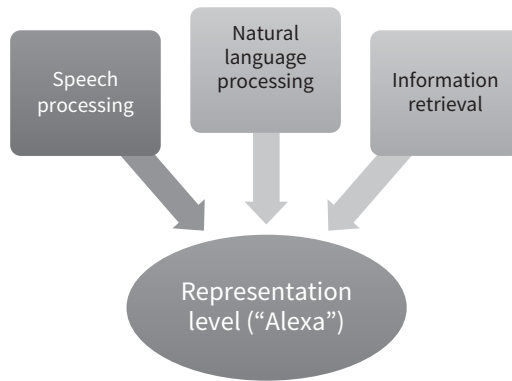 Speech
processing
Natural
language
processing
Information
retrieval
Representation
level (“Alexa”)